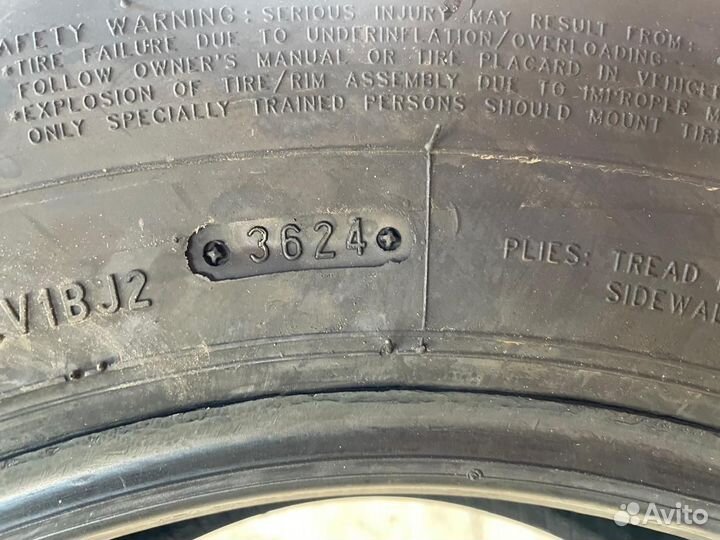 SAFETY WARNING: SERIOUS INJURY MAY RESULT FROM:
*TIRE FAILURE DUE TO UNDERINFLATION/OVERLOADING
FOLLOW OWNER'S MANUAL OR TIRE PLACARD IN VEHICLE
*EXPLOSION OF TIRE/RIM ASSEMBLY DUE TO IMPROPER M
ONLY SPECIALLY TRAINED PERSONS SHOULD MOUNT TIRE
V1BJ2
3624
PLIES: TREAD
SIDEWAL
Avito